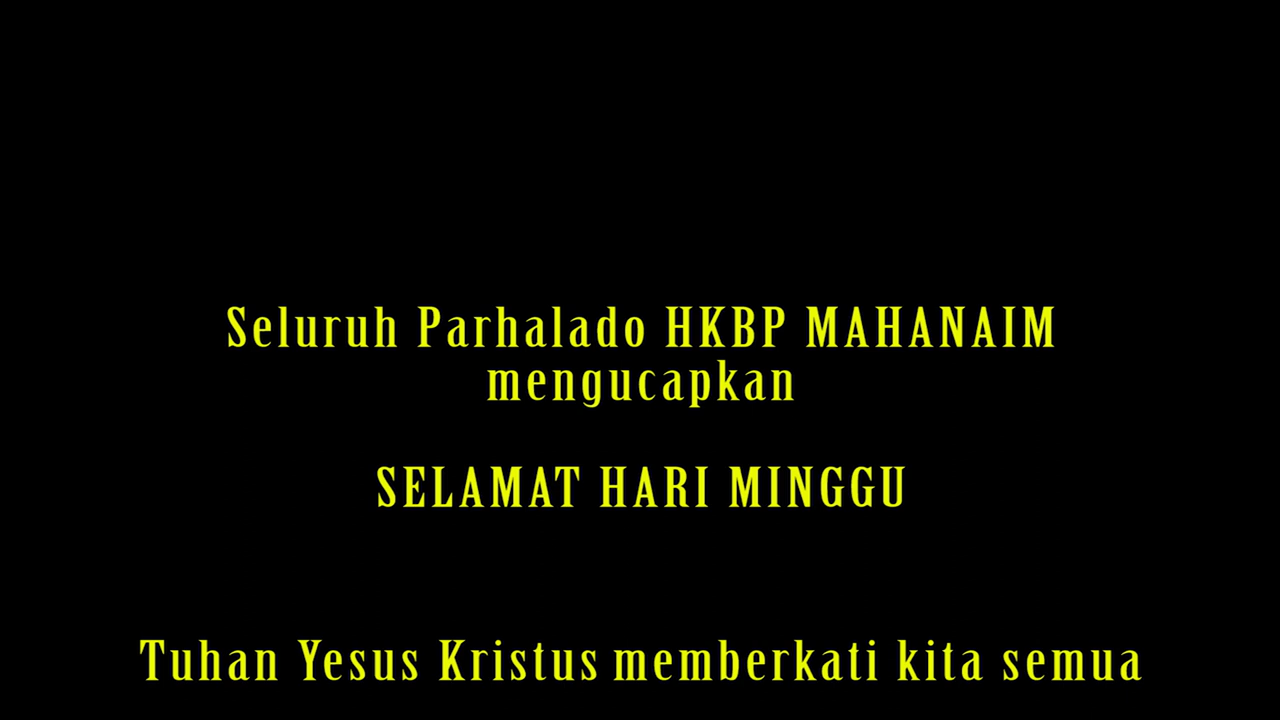 Seluruh Parhalado HKBP MAHANAIM
mengucapkan
SELAMAT HARI MINGGU
Tuhan Yesus Kristus memberkati kita semua